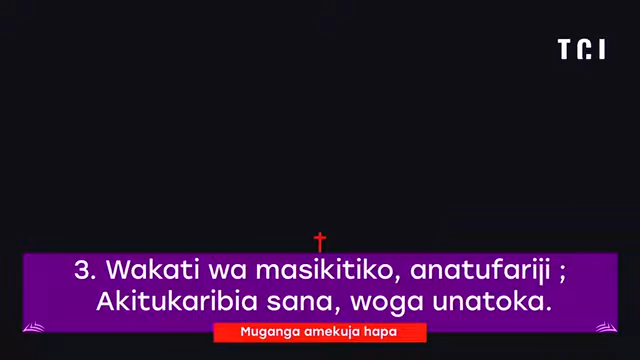 TCI
3. Wakati wa masikitiko, anatufariji ;
Akitukaribia sana, woga unatoka.
Muganga amekuja hapa